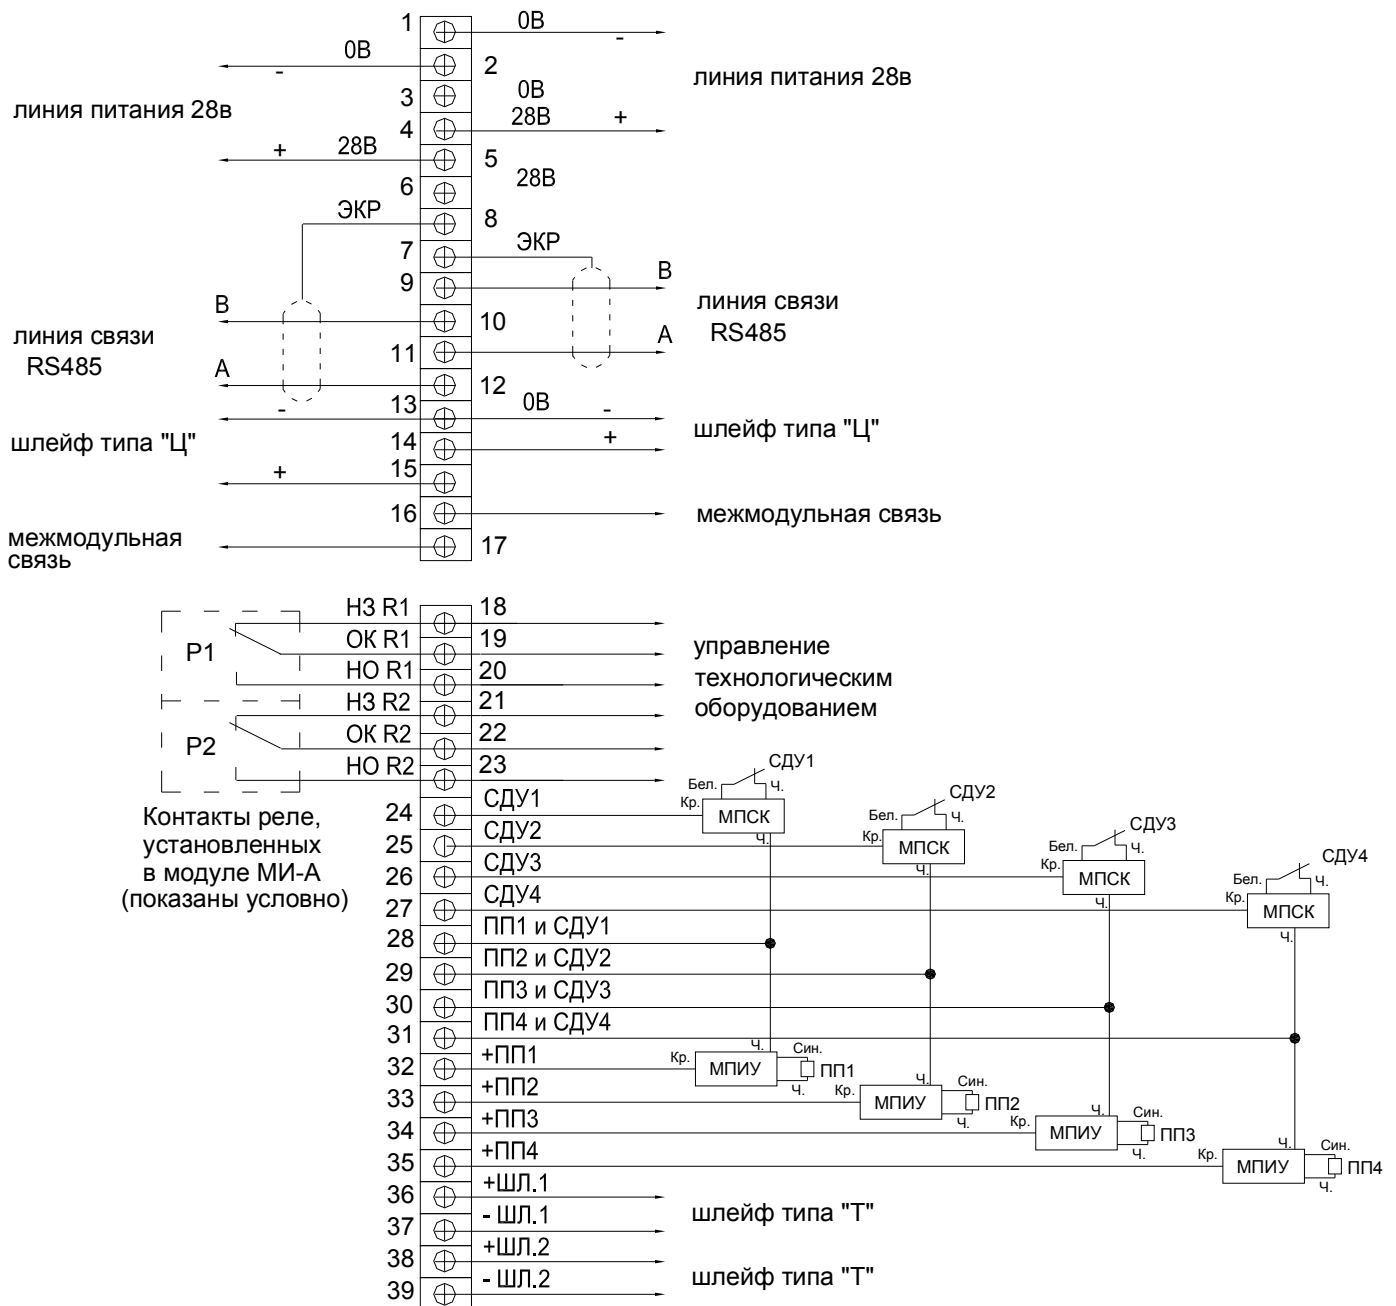 1 0В
-
0В 2
-
линия питания 28в
3 0В
линия питания 28в
4 28В +
+ 28В 5
6 28В
ЭКР 8
7 ЭКР
9 В
линия связи
RS485
В 10
линия связи
RS485
11 А
А 12
13 0В -
-
шлейф типа "Ц"
шлейф типа "Ц"
14 +
+ 15
16 межмодульная связь
межмодульная
связь
17
НЗ R1 18
Р1 ОК R1 19
НО R1 20
управление
технологическим
оборудованием
НЗ R2 21
Р2 ОК R2 22
НО R2 23
Контакты реле,
установленных
в модуле МИ-А
(показаны условно)
24 СДУ1
Кр. Бел. Ч. СДУ1
МПСК
Ч.
25 СДУ2
Кр. Бел. Ч. СДУ2
МПСК
Ч.
26 СДУ3
Кр. Бел. Ч. СДУ3
МПСК
Ч.
27 СДУ4
Кр. Бел. Ч. СДУ4
МПСК
Ч.
28 ПП1 и СДУ1
29 ПП2 и СДУ2
30 ПП3 и СДУ3
31 ПП4 и СДУ4
32 +ПП1
Кр. Ч. Син.
МПИУ ПП1
Ч.
33 +ПП2
Кр. Ч. Син.
МПИУ ПП2
Ч.
34 +ПП3
Кр. Ч. Син.
МПИУ ПП3
Ч.
35 +ПП4
Кр. Ч. Син.
МПИУ ПП4
Ч.
36 +ШЛ.1
шлейф типа "Т"
37 - ШЛ.1
38 +ШЛ.2
шлейф типа "Т"
39 - ШЛ.2